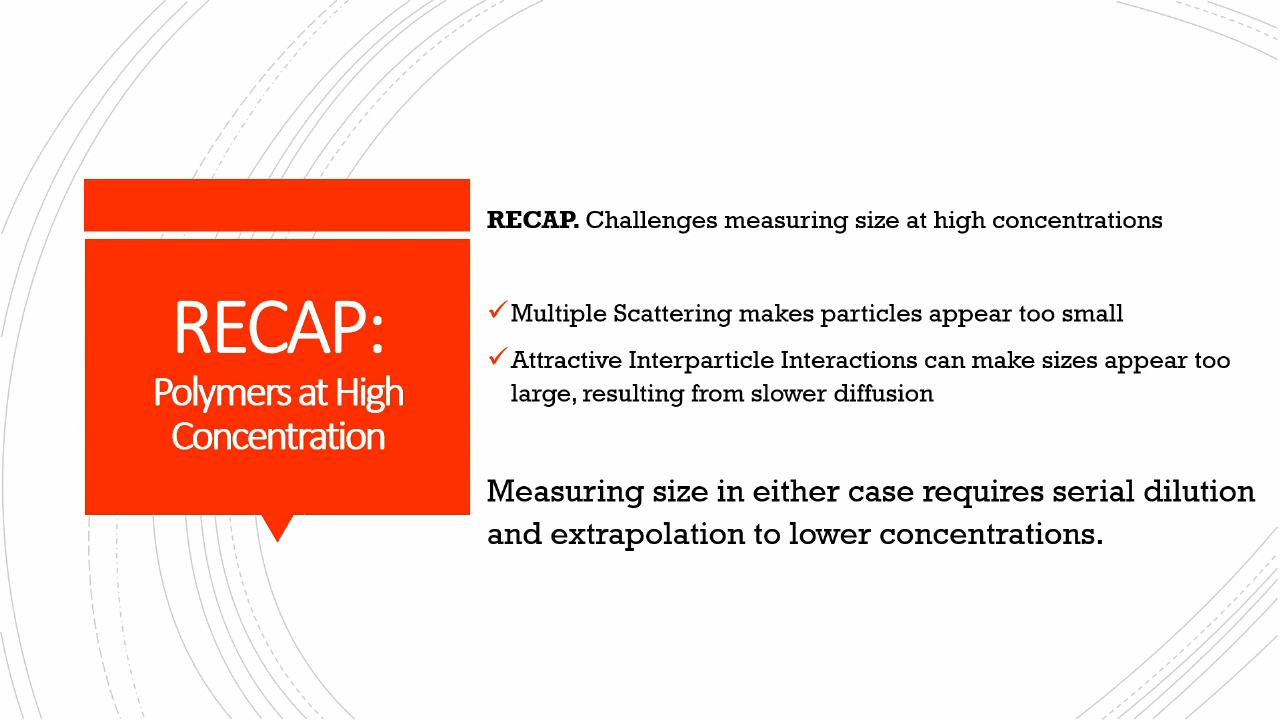 RECAP:
Polymers at High
Concentration
RECAP. Challenges measuring size at high concentrations
Multiple Scattering makes particles appear too small
Attractive Interparticle Interactions can make sizes appear too
large, resulting from slower diffusion
Measuring size in either case requires serial dilution
and extrapolation to lower concentrations.